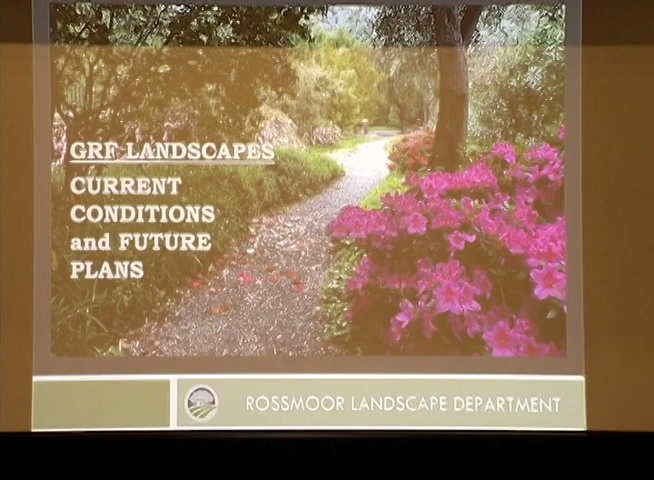 GRF LANDSCAPES
CURRENT
CONDITIONS
and FUTURE
PLANS
ROSSMOOR LANDSCAPE DEPARTMENT